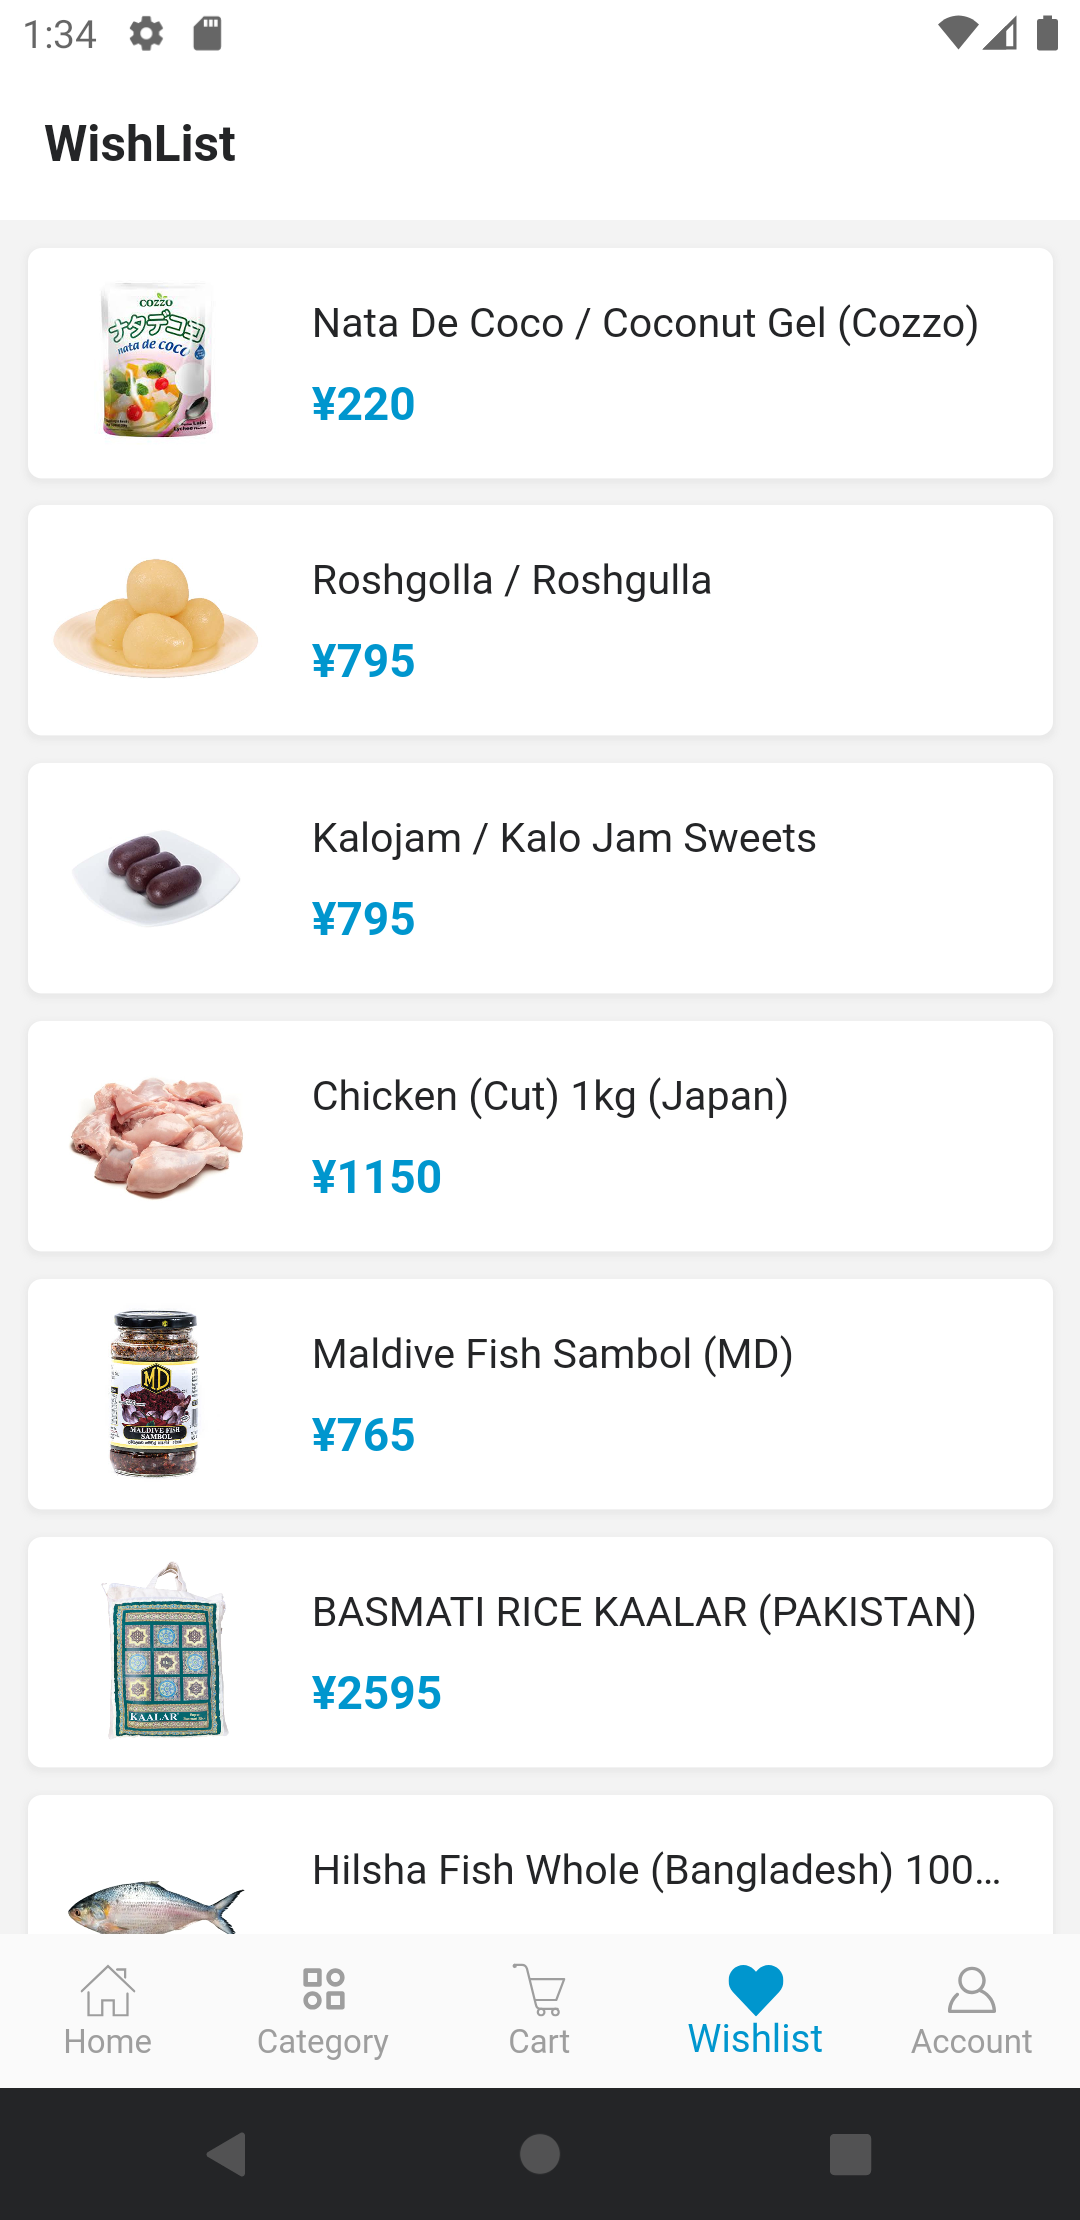 1:34
WishList
COZZO
ナタデココ
nata de coco
Nata De Coco / Coconut Gel (Cozzo)
¥220
Roshgolla / Roshgulla
¥795
Kalojam / Kalo Jam Sweets
¥795
Chicken (Cut) 1kg (Japan)
¥1150
MD
MALDIVE FISH
SAMBOL
Maldive Fish Sambol (MD)
¥765
KAALAR
BASMATI RICE KAALAR (PAKISTAN)
¥2595
Hilsha Fish Whole (Bangladesh) 100...
Home
Category
Cart
Wishlist
Account